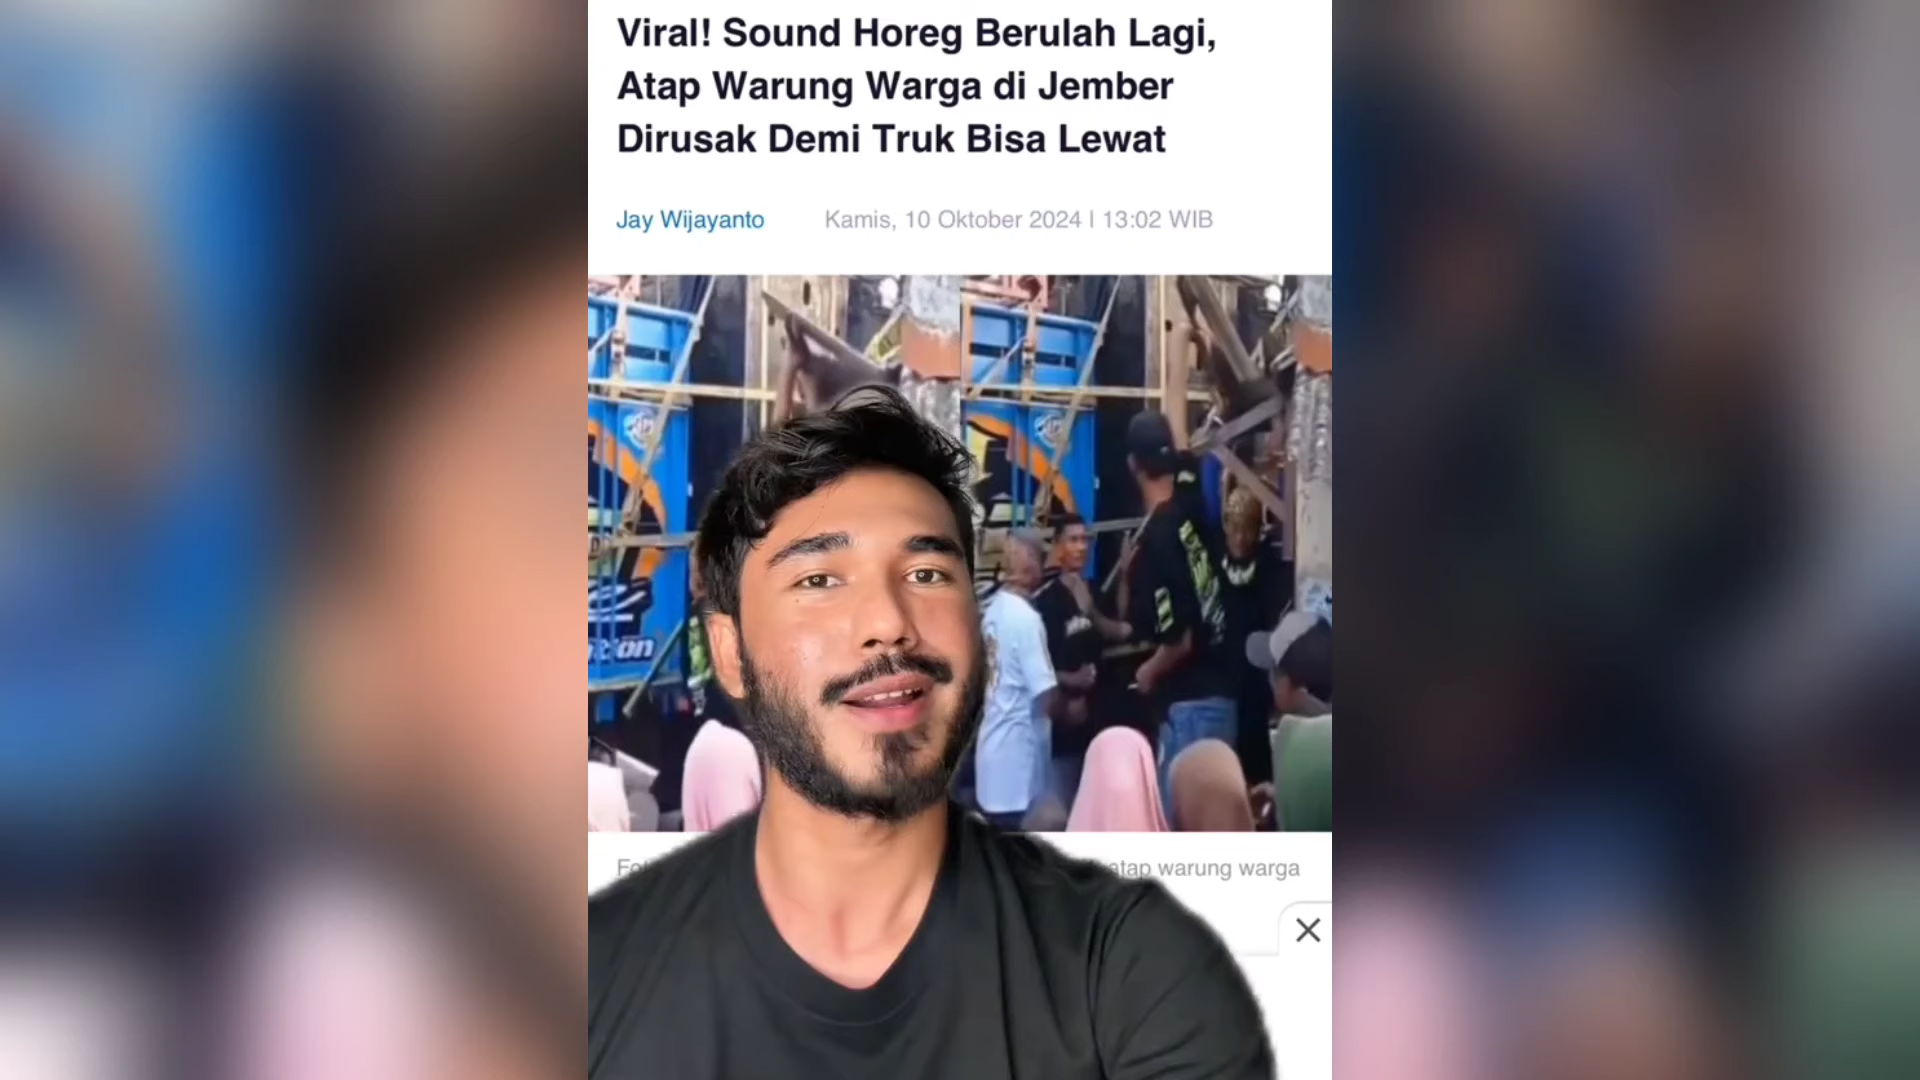 Viral! Sound Horeg Berulah Lagi,
Atap Warung Warga di Jember
Dirusak Demi Truk Bisa Lewat
Jay Wijayanto Kamis, 10 Oktober 2024 | 13:02 WIB
atap warung warga